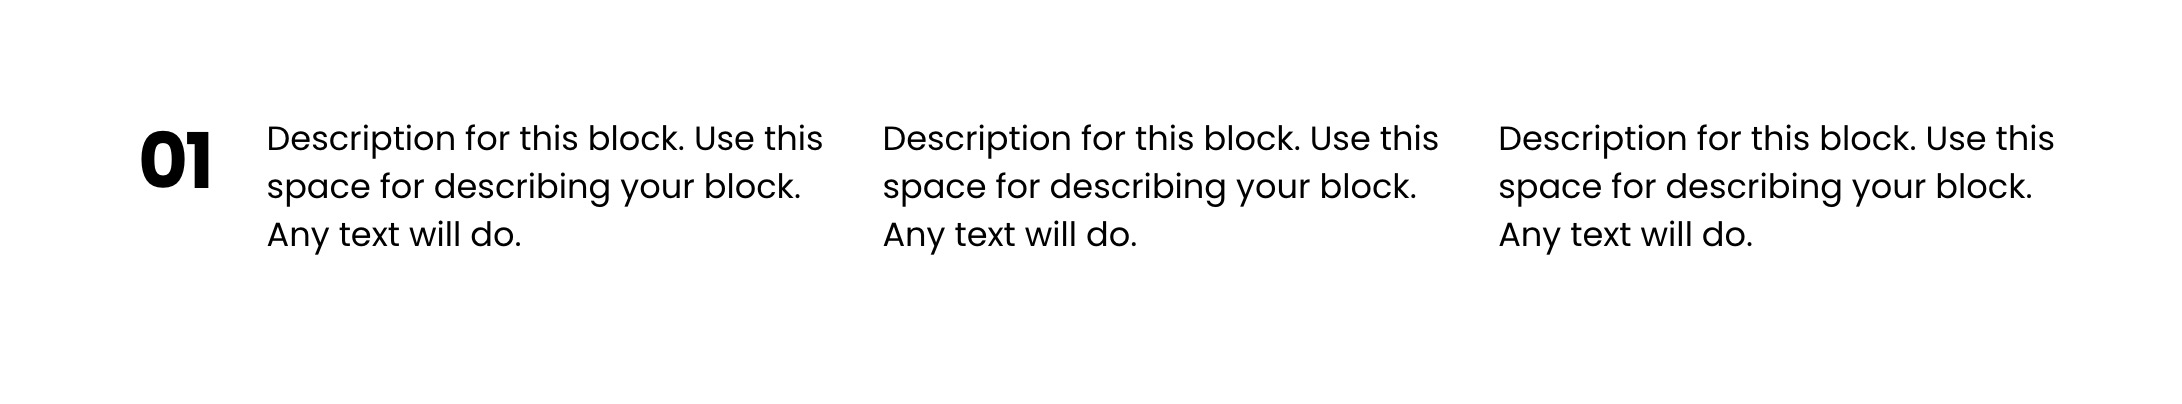 01
Description for this block. Use this
space for describing your block.
Any text will do.
Description for this block. Use this
space for describing your block.
Any text will do.
Description for this block. Use this
space for describing your block.
Any text will do.